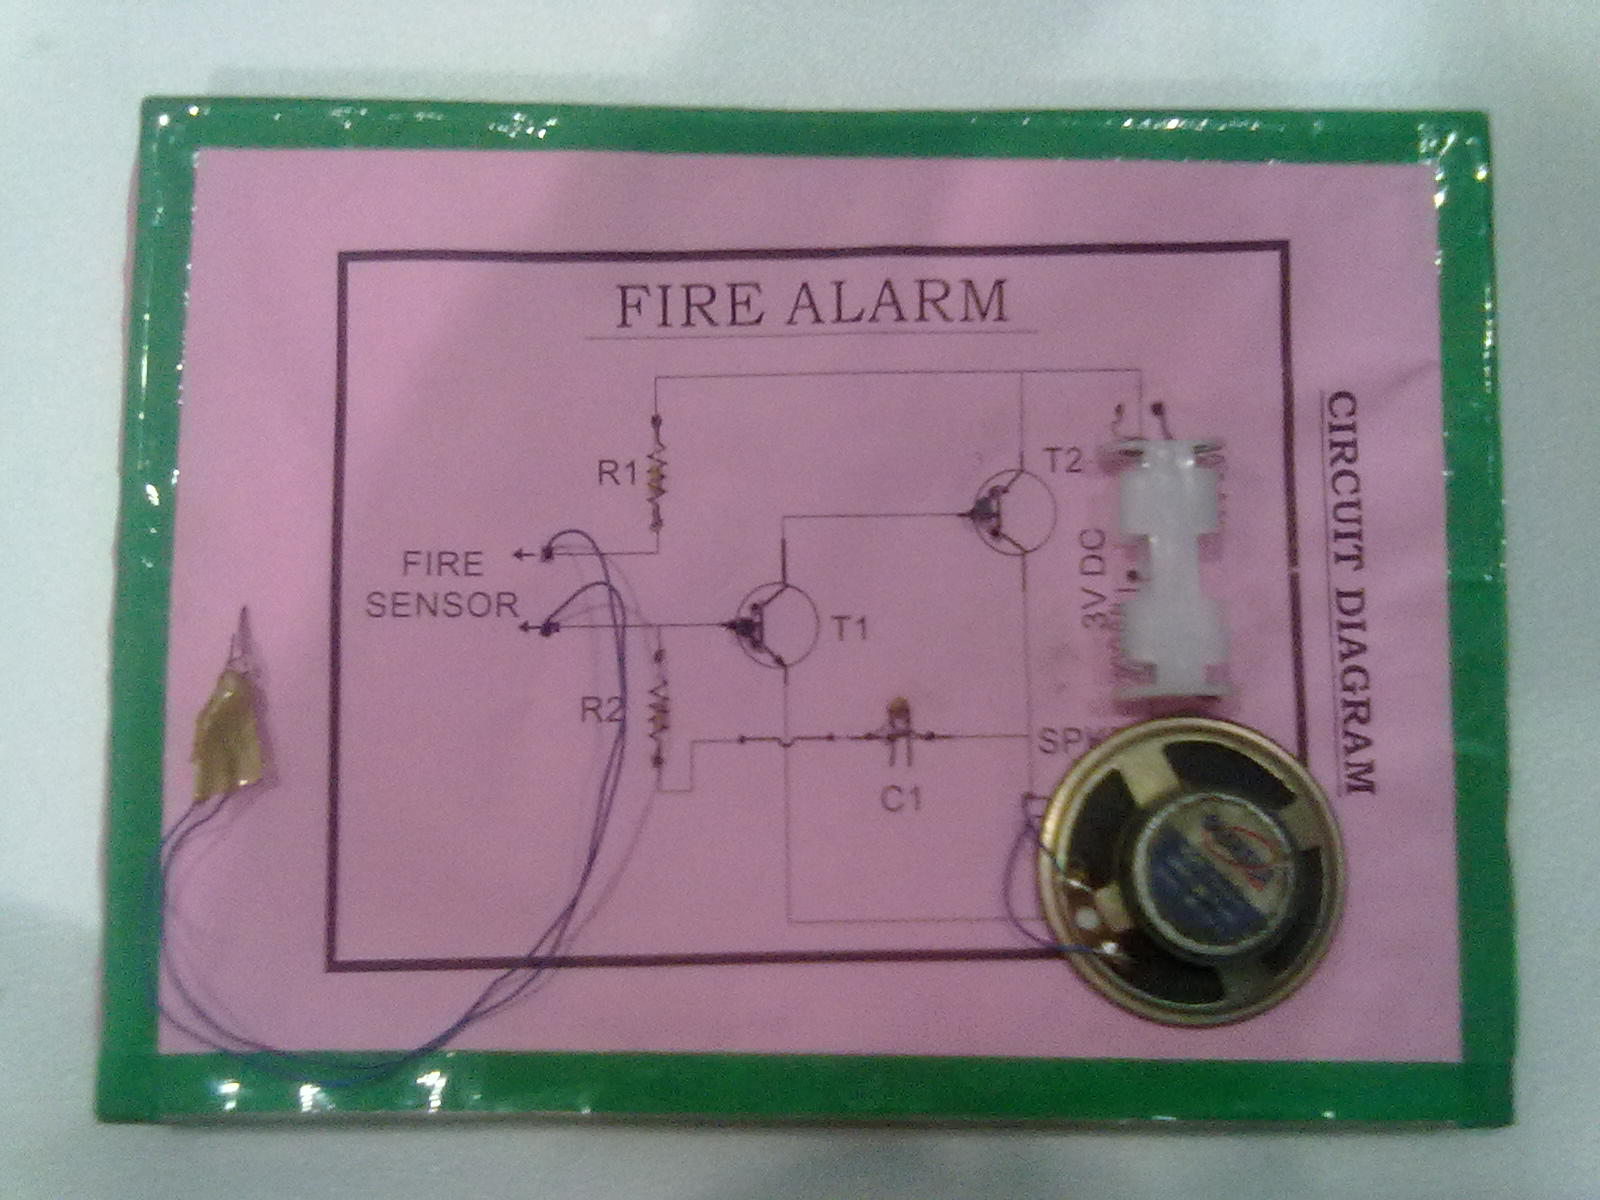 FIRE ALARM
R1
T2
FIRE
SENSOR
3V DC
T1
R2
C1
CIRCUIT DIAGRAM